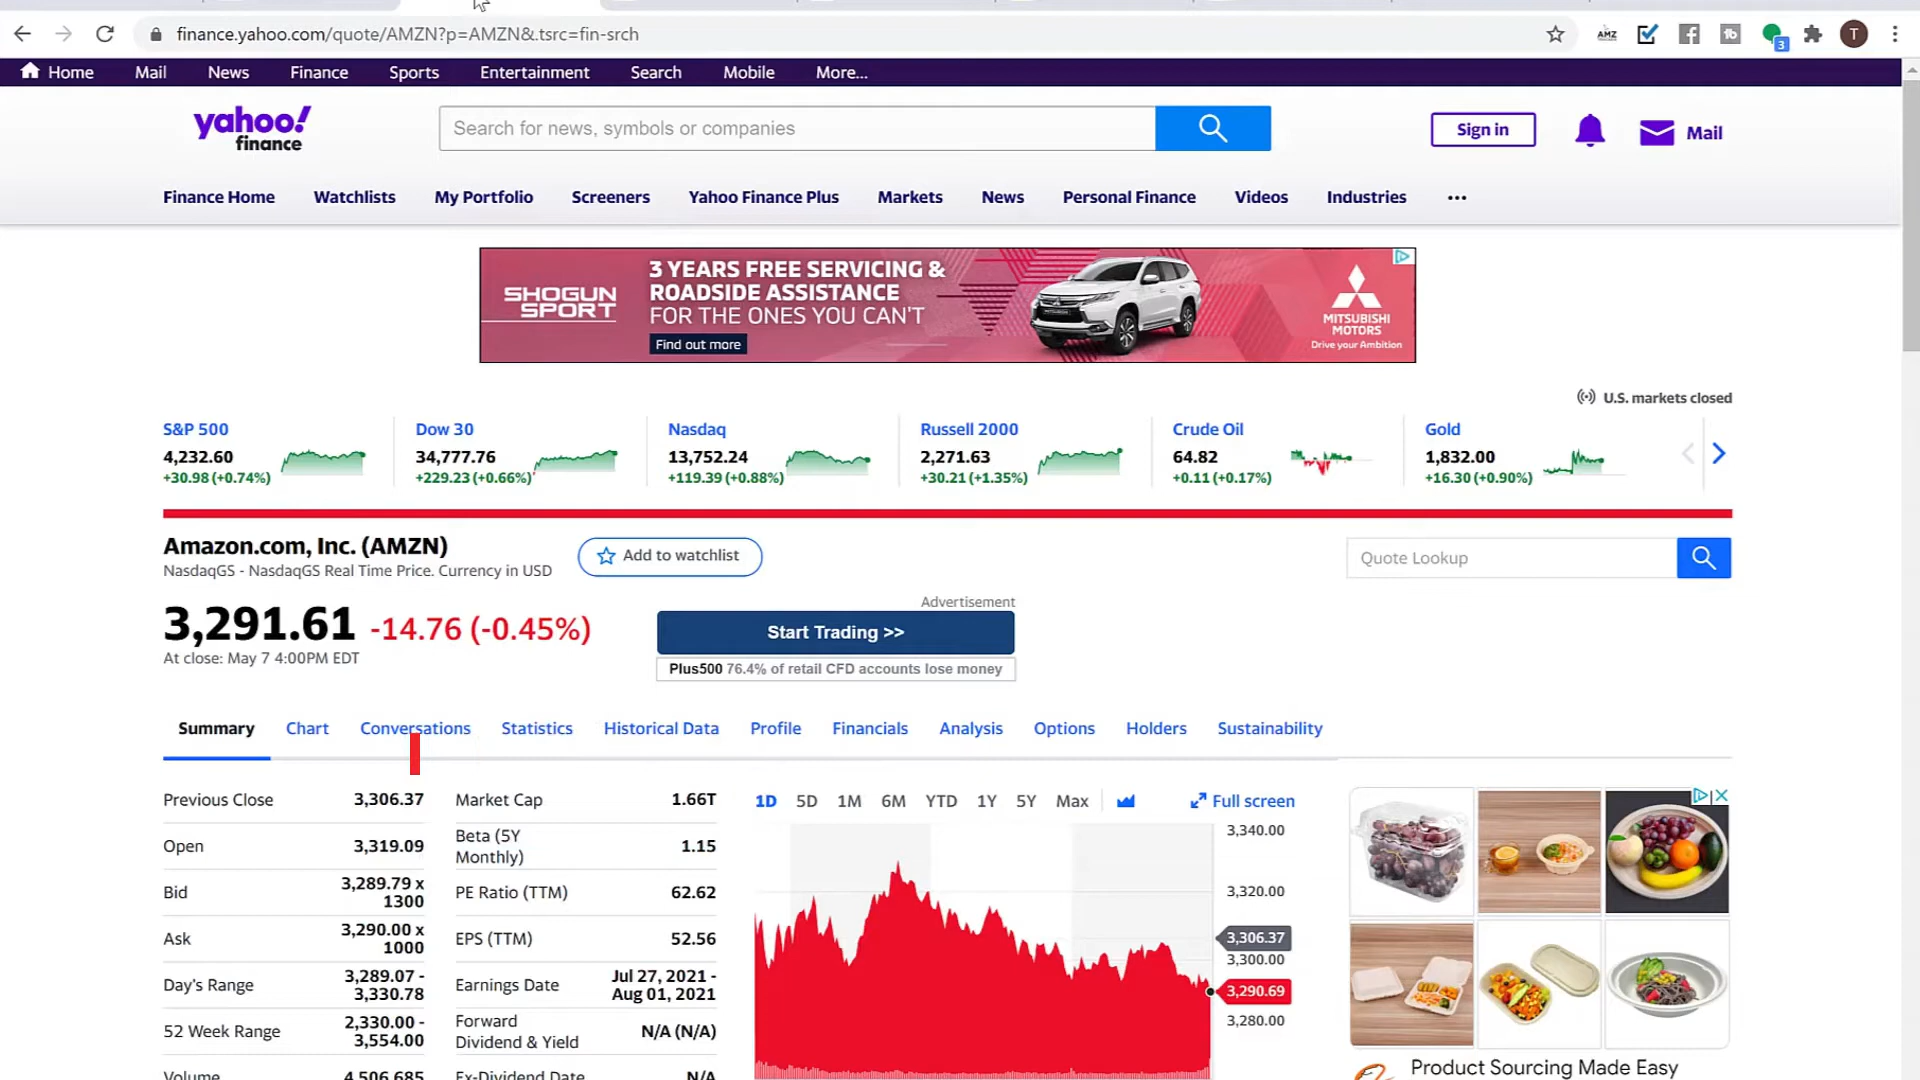 finance.yahoo.com/quote/AMZN?p=AMZN&.tsrc=fin-srch
AMZ
3
T
Home Mail News Finance Sports Entertainment Search Mobile More...
yahoo!
finance
Search for news, symbols or companies
Sign in
Mail
Finance Home Watchlists My Portfolio Screeners Yahoo Finance Plus Markets News Personal Finance Videos Industries ...
SHOGUN
SPORT
3 YEARS FREE SERVICING &
ROADSIDE ASSISTANCE
FOR THE ONES YOU CAN'T
Find out more
MITSUBISHI
MOTORS
Drive your Ambition
U.S. markets closed
S&P 500
4,232.60
+30.98 (+0.74%)
Dow 30
34,777.76
+229.23 (+0.66%)
Nasdaq
13,752.24
+119.39 (+0.88%)
Russell 2000
2,271.63
+30.21 (+1.35%)
Crude Oil
64.82
+0.11 (+0.17%)
Gold
1,832.00
+16.30 (+0.90%)
Amazon.com, Inc. (AMZN)
NasdaqGS - NasdaqGS Real Time Price. Currency in USD
Add to watchlist
Quote Lookup
3,291.61 -14.76 (-0.45%)
At close: May 7 4:00PM EDT
Advertisement
Start Trading >>
Plus500 76.4% of retail CFD accounts lose money
Summary Chart Conversations Statistics Historical Data Profile Financials Analysis Options Holders Sustainability
Previous Close 3,306.37
Open 3,319.09
Bid 3,289.79 x
1300
Ask 3,290.00 x
1000
Day's Range 3,289.07 -
3,330.78
52 Week Range 2,330.00 -
3,554.00
Volume 4,506,685
Market Cap 1.66T
Beta (5Y
Monthly) 1.15
PE Ratio (TTM) 62.62
EPS (TTM) 52.56
Earnings Date Jul 27, 2021 -
Aug 01, 2021
Forward
Dividend & Yield N/A (N/A)
Ex-Dividend Date N/A
1D 5D 1M 6M YTD 1Y 5Y Max
Full screen
3,340.00
3,320.00
3,306.37
3,300.00
3,290.69
3,280.00
Product Sourcing Made Easy